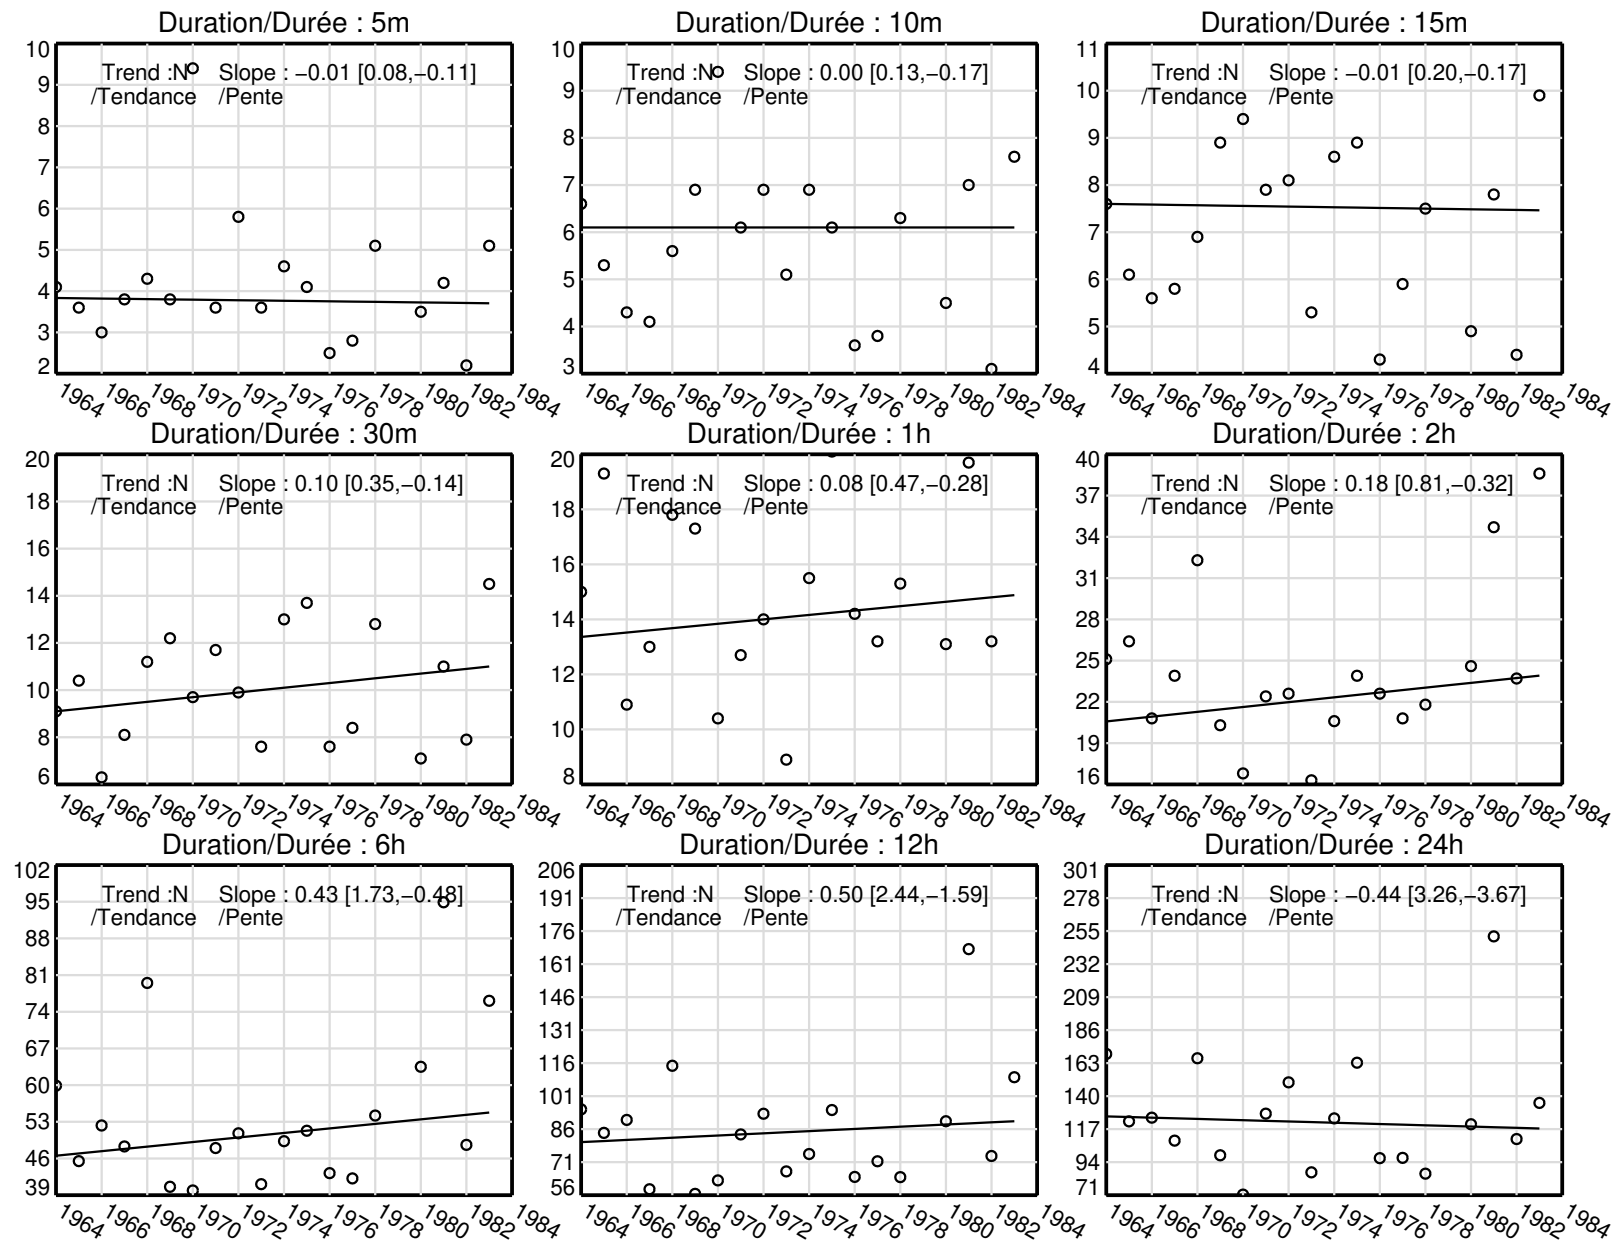 Duration/Durée : 5m
Trend :N Slope : −0.01 [0.08,−0.11]
/Tendance /Pente
10
9
8
7
6
5
4
3
2
1964 1966 1968 1970 1972 1974 1976 1978 1980 1982 1984
Duration/Durée : 10m
Trend :N Slope : 0.00 [0.13,−0.17]
/Tendance /Pente
10
9
8
7
6
5
4
3
1964 1966 1968 1970 1972 1974 1976 1978 1980 1982 1984
Duration/Durée : 15m
Trend :N Slope : −0.01 [0.20,−0.17]
/Tendance /Pente
11
10
9
8
7
6
5
4
1964 1966 1968 1970 1972 1974 1976 1978 1980 1982 1984
Duration/Durée : 30m
Trend :N Slope : 0.10 [0.35,−0.14]
/Tendance /Pente
20
18
16
14
12
10
8
6
1964 1966 1968 1970 1972 1974 1976 1978 1980 1982 1984
Duration/Durée : 1h
Trend :N Slope : 0.08 [0.47,−0.28]
/Tendance /Pente
20
18
16
14
12
10
8
1964 1966 1968 1970 1972 1974 1976 1978 1980 1982 1984
Duration/Durée : 2h
Trend :N Slope : 0.18 [0.81,−0.32]
/Tendance /Pente
40
37
34
31
28
25
22
19
16
1964 1966 1968 1970 1972 1974 1976 1978 1980 1982 1984
Duration/Durée : 6h
Trend :N Slope : 0.43 [1.73,−0.48]
/Tendance /Pente
102
95
88
81
74
67
60
53
46
39
1964 1966 1968 1970 1972 1974 1976 1978 1980 1982 1984
Duration/Durée : 12h
Trend :N Slope : 0.50 [2.44,−1.59]
/Tendance /Pente
206
191
176
161
146
131
116
101
86
71
56
1964 1966 1968 1970 1972 1974 1976 1978 1980 1982 1984
Duration/Durée : 24h
Trend :N Slope : −0.44 [3.26,−3.67]
/Tendance /Pente
301
278
255
232
209
186
163
140
117
94
71
1964 1966 1968 1970 1972 1974 1976 1978 1980 1982 1984